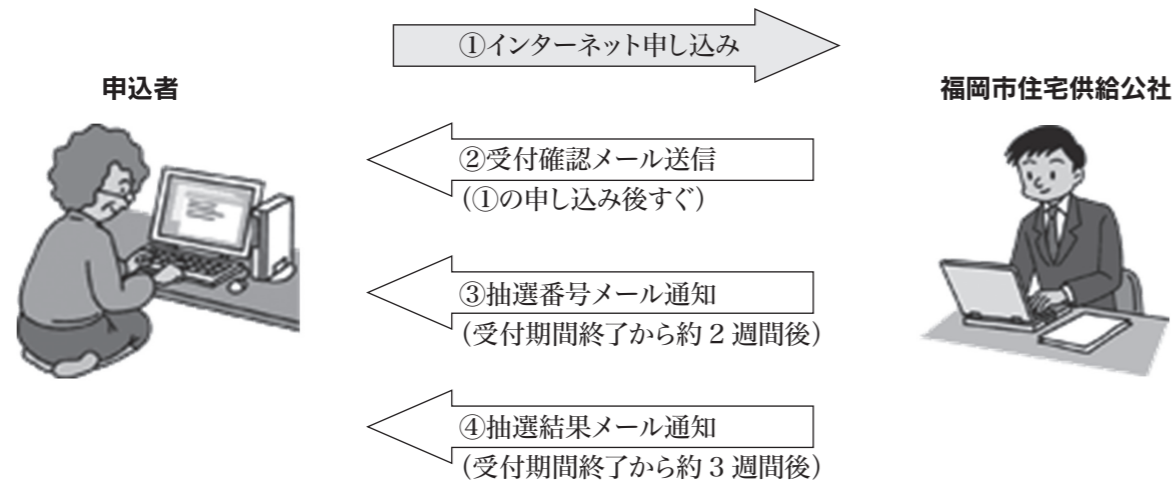 ①インターネット申し込み
申込者
福岡市住宅供給公社
②受付確認メール送信
(①の申し込み後すぐ)
③抽選番号メール通知
(受付期間終了から約2週間後)
④抽選結果メール通知
(受付期間終了から約3週間後)